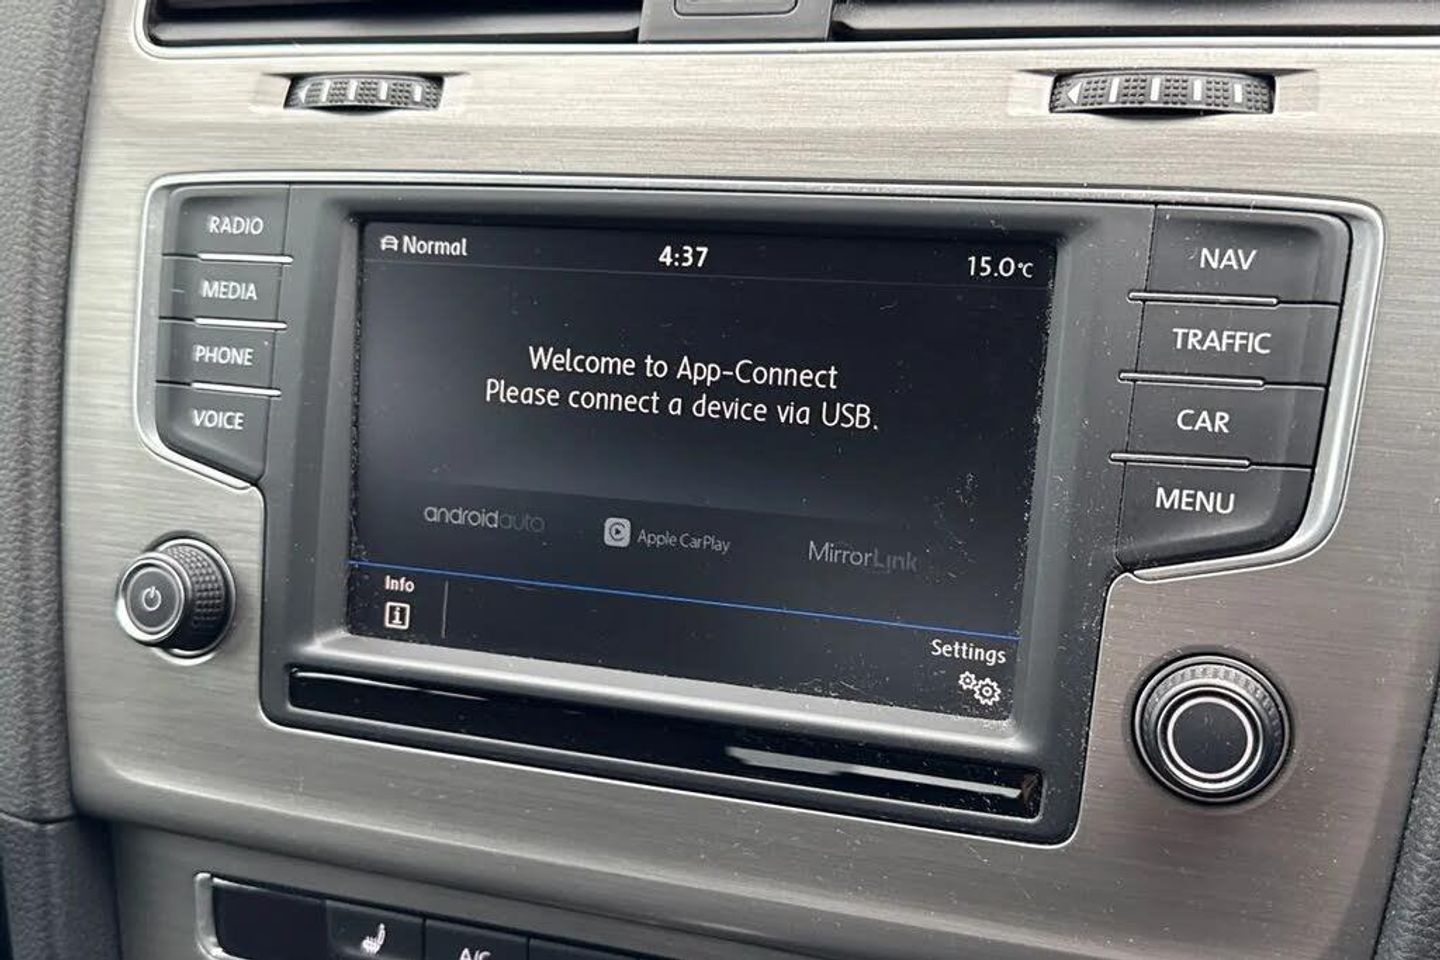 RADIO
MEDIA
PHONE
VOICE
Normal
4:37
15.0°C
Welcome to App-Connect
Please connect a device via USB.
androidauto
Apple CarPlay
MirrorLink
Info
i
Settings
NAV
TRAFFIC
CAR
MENU
A/C